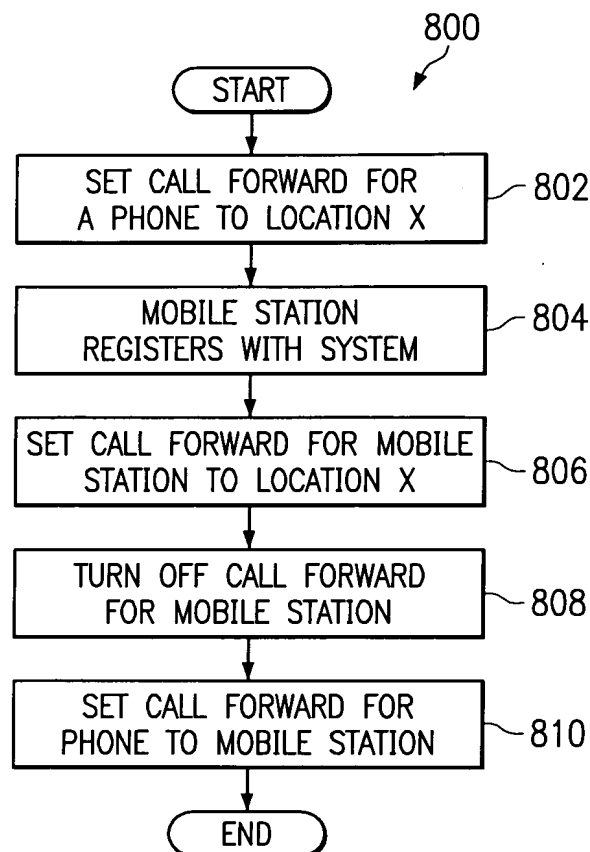 800
START
SET CALL FORWARD FOR
A PHONE TO LOCATION X
802
MOBILE STATION
REGISTERS WITH SYSTEM
804
SET CALL FORWARD FOR MOBILE
STATION TO LOCATION X
806
TURN OFF CALL FORWARD
FOR MOBILE STATION
808
SET CALL FORWARD FOR
PHONE TO MOBILE STATION
810
END